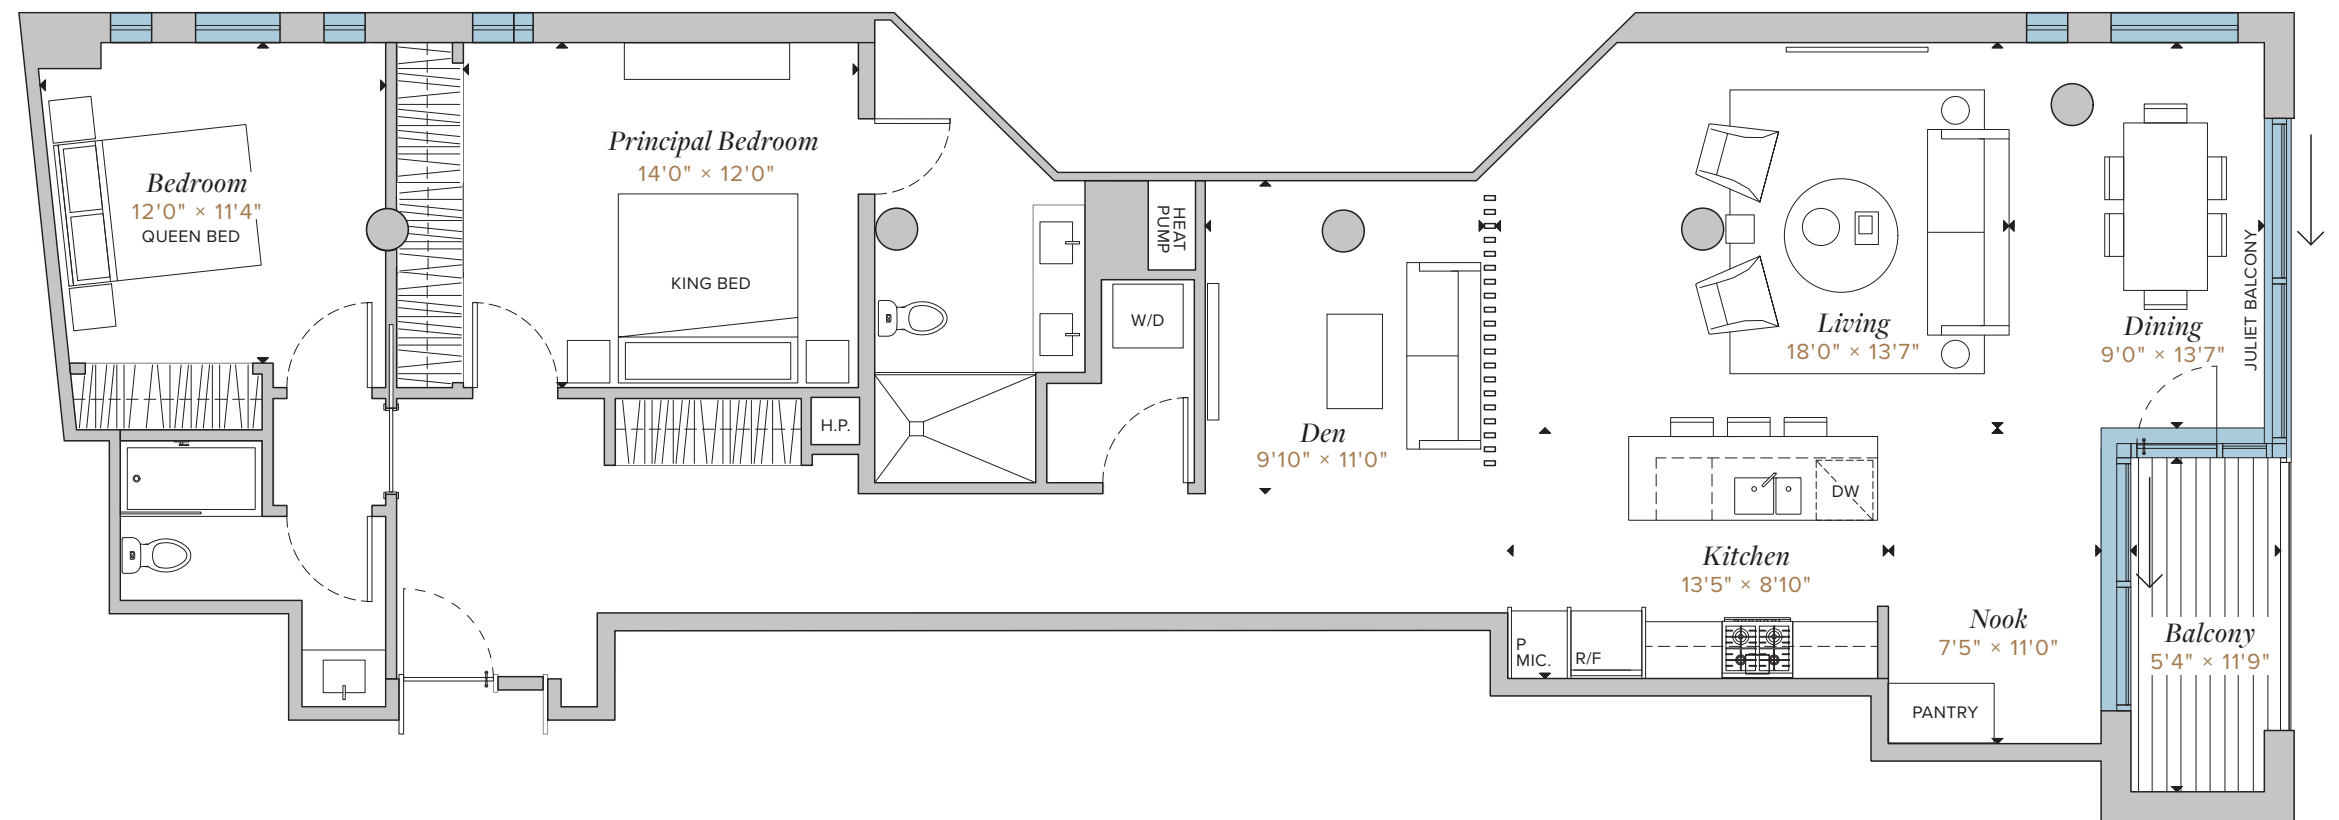 Bedroom
12'0" × 11'4"
QUEEN BED
Principal Bedroom
14'0" × 12'0"
KING BED
H.P.
HEAT
PUMP
W/D
Den
9'10" × 11'0"
Living
18'0" × 13'7"
Dining
9'0" × 13'7"
JULIET BALCONY
DW
Kitchen
13'5" × 8'10"
P
MIC.
R/F
Nook
7'5" × 11'0"
PANTRY
Balcony
5'4" × 11'9"